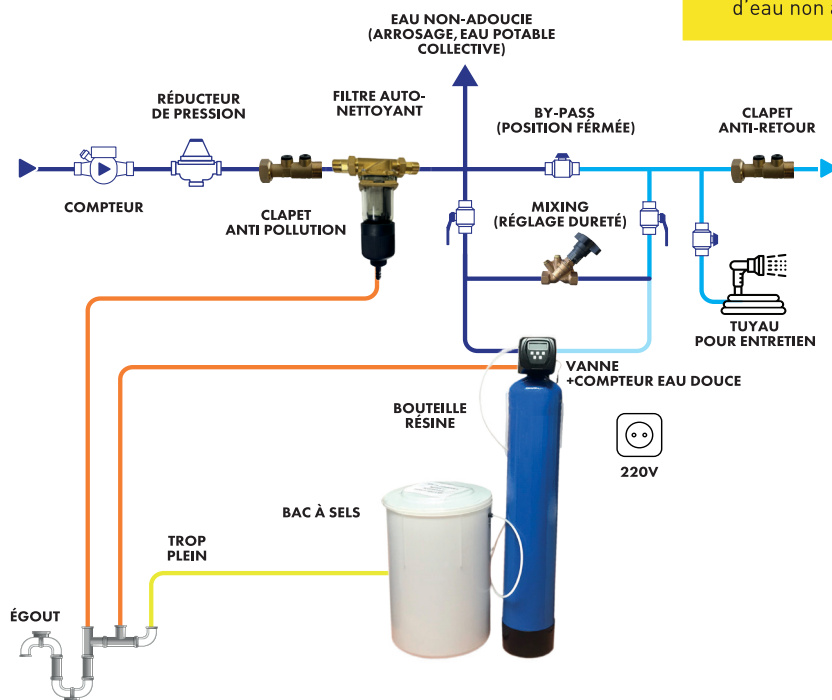 d'eau non a
EAU NON-ADOUCIE
(ARROSAGE, EAU POTABLE
COLLECTIVE)
RÉDUCTEUR
DE PRESSION
FILTRE AUTO-
NETTOYANT
BY-PASS
(POSITION FÉRMÉE)
CLAPET
ANTI-RETOUR
COMPTEUR
CLAPET
ANTI POLLUTION
MIXING
(RÉGLAGE DURETÉ)
TUYAU
POUR ENTRETIEN
VANNE
+COMPTEUR EAU DOUCE
BOUTEILLE
RÉSINE
220V
BAC À SELS
TROP
PLEIN
ÉGOUT